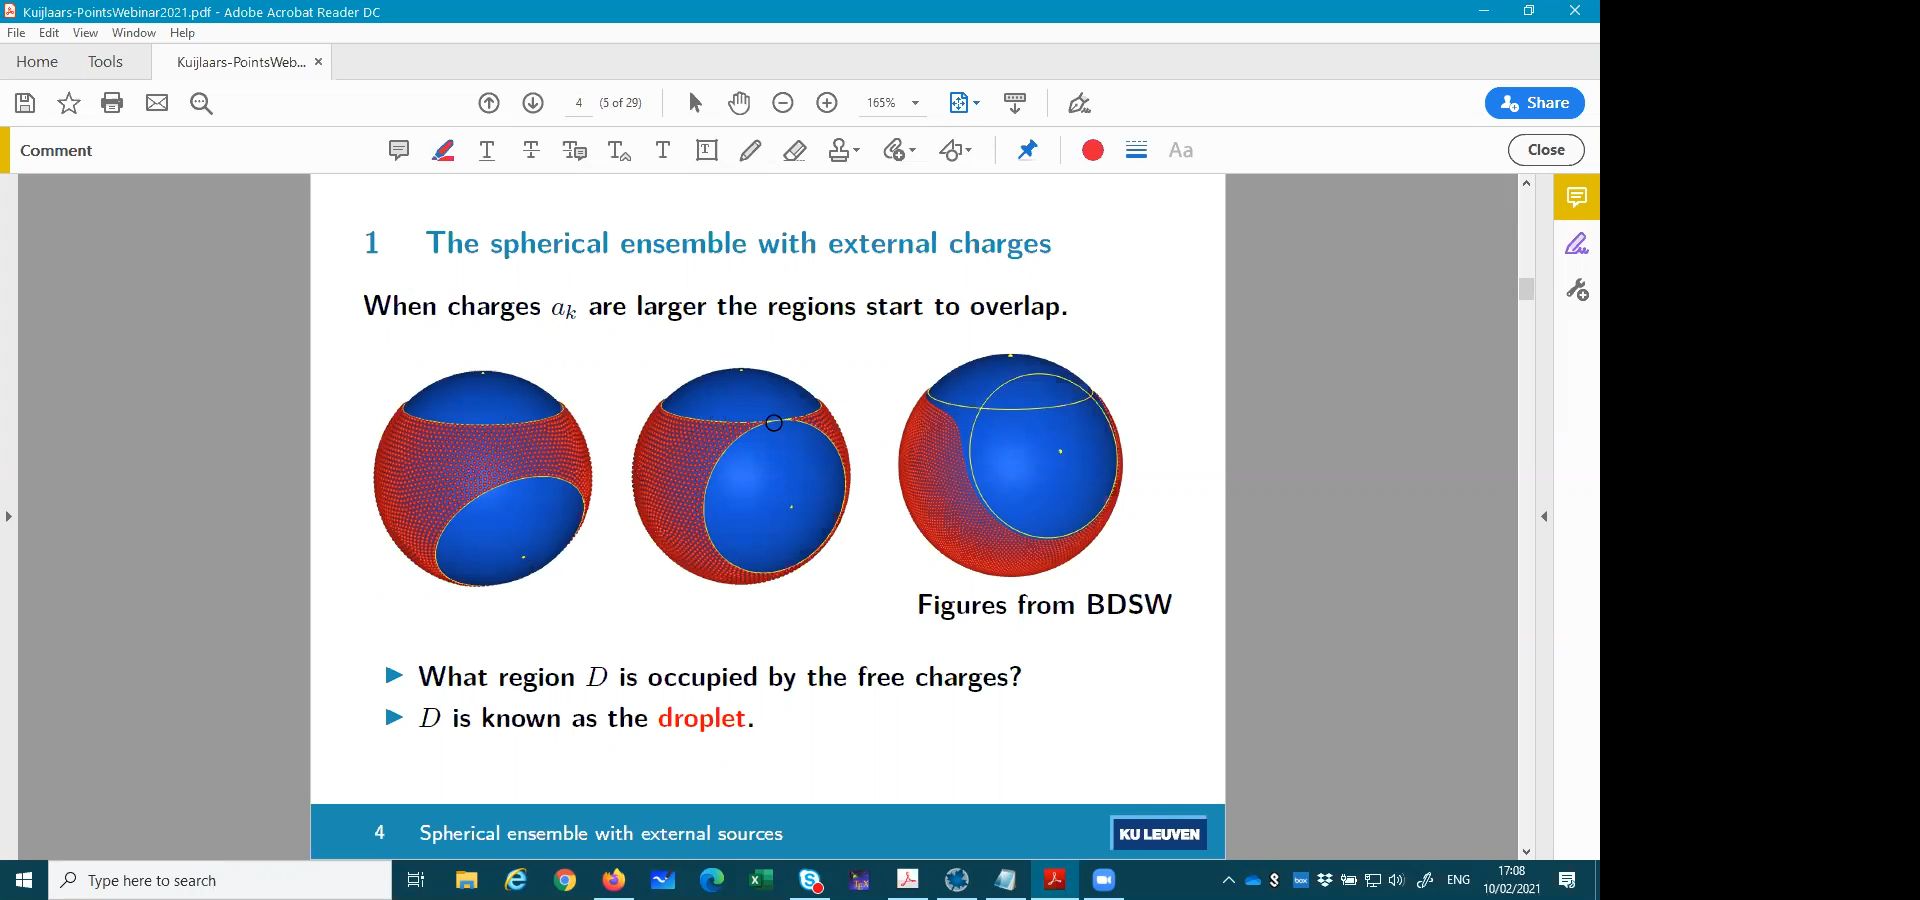 Kuijlaars-PointsWebinar2021.pdf - Adobe Acrobat Reader DC
File Edit View Window Help
Home Tools Kuijlaars-PointsWeb... ×
4 (5 of 29) 165% Share
Comment T T T T T T Aa Close
1 The spherical ensemble with external charges
When charges aₖ are larger the regions start to overlap.
Figures from BDSW
What region D is occupied by the free charges?
D is known as the droplet.
4 Spherical ensemble with external sources KU LEUVEN
Type here to search ENG 17:08
10/02/2021